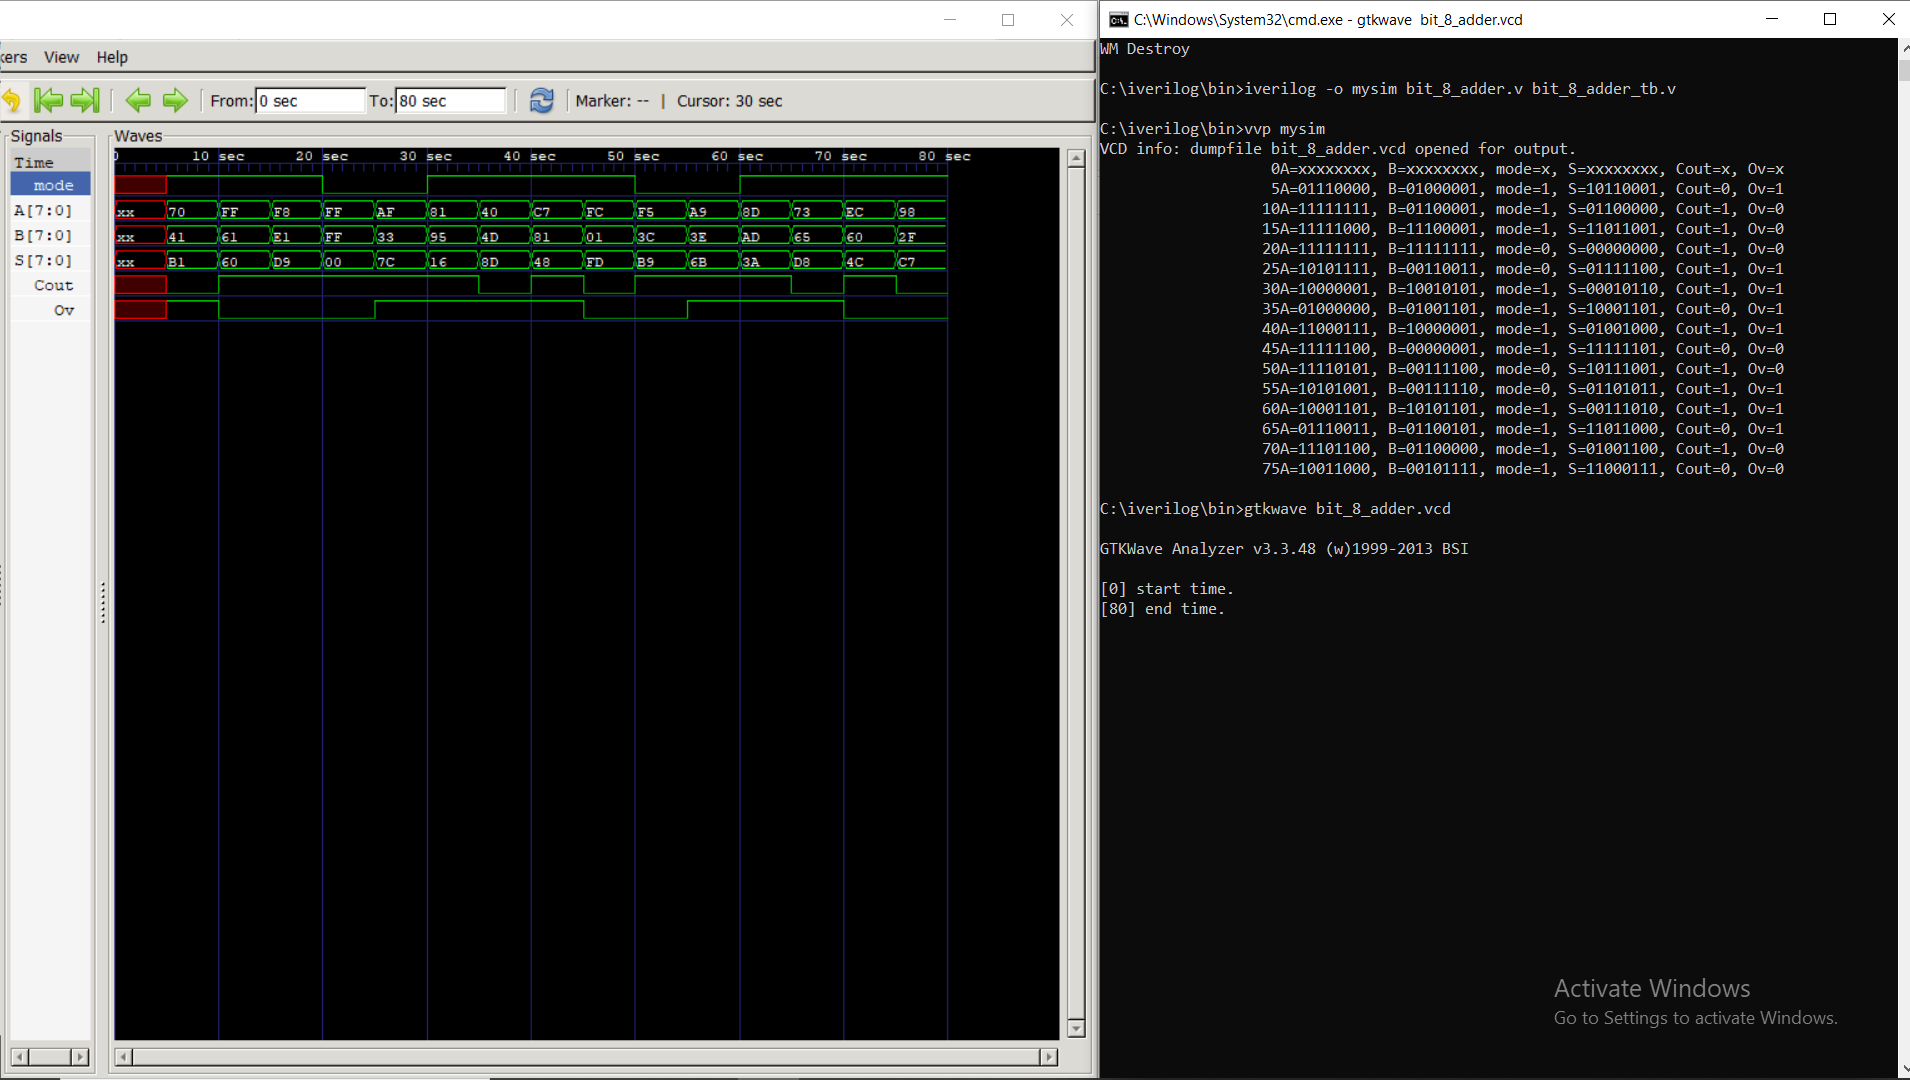 kers View Help
From: 0 sec To: 80 sec Marker: -- | Cursor: 30 sec
Signals
Waves
Time
mode
A[7:0]
B[7:0]
S[7:0]
Cout
Ov
0 10 sec 20 sec 30 sec 40 sec 50 sec 60 sec 70 sec 80 sec
xx 70 FF F8 FF AF 81 40 C7 FC F5 A9 8D 73 EC 98
xx 41 61 E1 FF 33 95 4D 81 01 3C 3E AD 65 60 2F
xx B1 60 D9 00 7C 16 8D 48 FD B9 6B 3A D8 4C C7
C:\Windows\System32\cmd.exe - gtkwave bit_8_adder.vcd
WM Destroy
C:\iverilog\bin>iverilog -o mysim bit_8_adder.v bit_8_adder_tb.v
C:\iverilog\bin>vvp mysim
VCD info: dumpfile bit_8_adder.vcd opened for output.
0A=xxxxxxxx, B=xxxxxxxx, mode=x, S=xxxxxxxx, Cout=x, Ov=x
5A=01110000, B=01000001, mode=1, S=10110001, Cout=0, Ov=1
10A=11111111, B=01100001, mode=1, S=01100000, Cout=1, Ov=0
15A=11111000, B=11100001, mode=1, S=11011001, Cout=1, Ov=0
20A=11111111, B=11111111, mode=0, S=00000000, Cout=1, Ov=0
25A=10101111, B=00110011, mode=0, S=01111100, Cout=1, Ov=1
30A=10000001, B=10010101, mode=1, S=00010110, Cout=1, Ov=1
35A=01000000, B=01001101, mode=1, S=10001101, Cout=0, Ov=1
40A=11000111, B=10000001, mode=1, S=01001000, Cout=1, Ov=1
45A=11111100, B=00000001, mode=1, S=11111101, Cout=0, Ov=0
50A=11110101, B=00111100, mode=0, S=10111001, Cout=1, Ov=0
55A=10101001, B=00111110, mode=0, S=01101011, Cout=1, Ov=1
60A=10001101, B=10101101, mode=1, S=00111010, Cout=1, Ov=1
65A=01110011, B=01100101, mode=1, S=11011000, Cout=0, Ov=1
70A=11101100, B=01100000, mode=1, S=01001100, Cout=1, Ov=0
75A=10011000, B=00101111, mode=1, S=11000111, Cout=0, Ov=0
C:\iverilog\bin>gtkwave bit_8_adder.vcd
GTKWave Analyzer v3.3.48 (w)1999-2013 BSI
[0] start time.
[80] end time.
Activate Windows
Go to Settings to activate Windows.